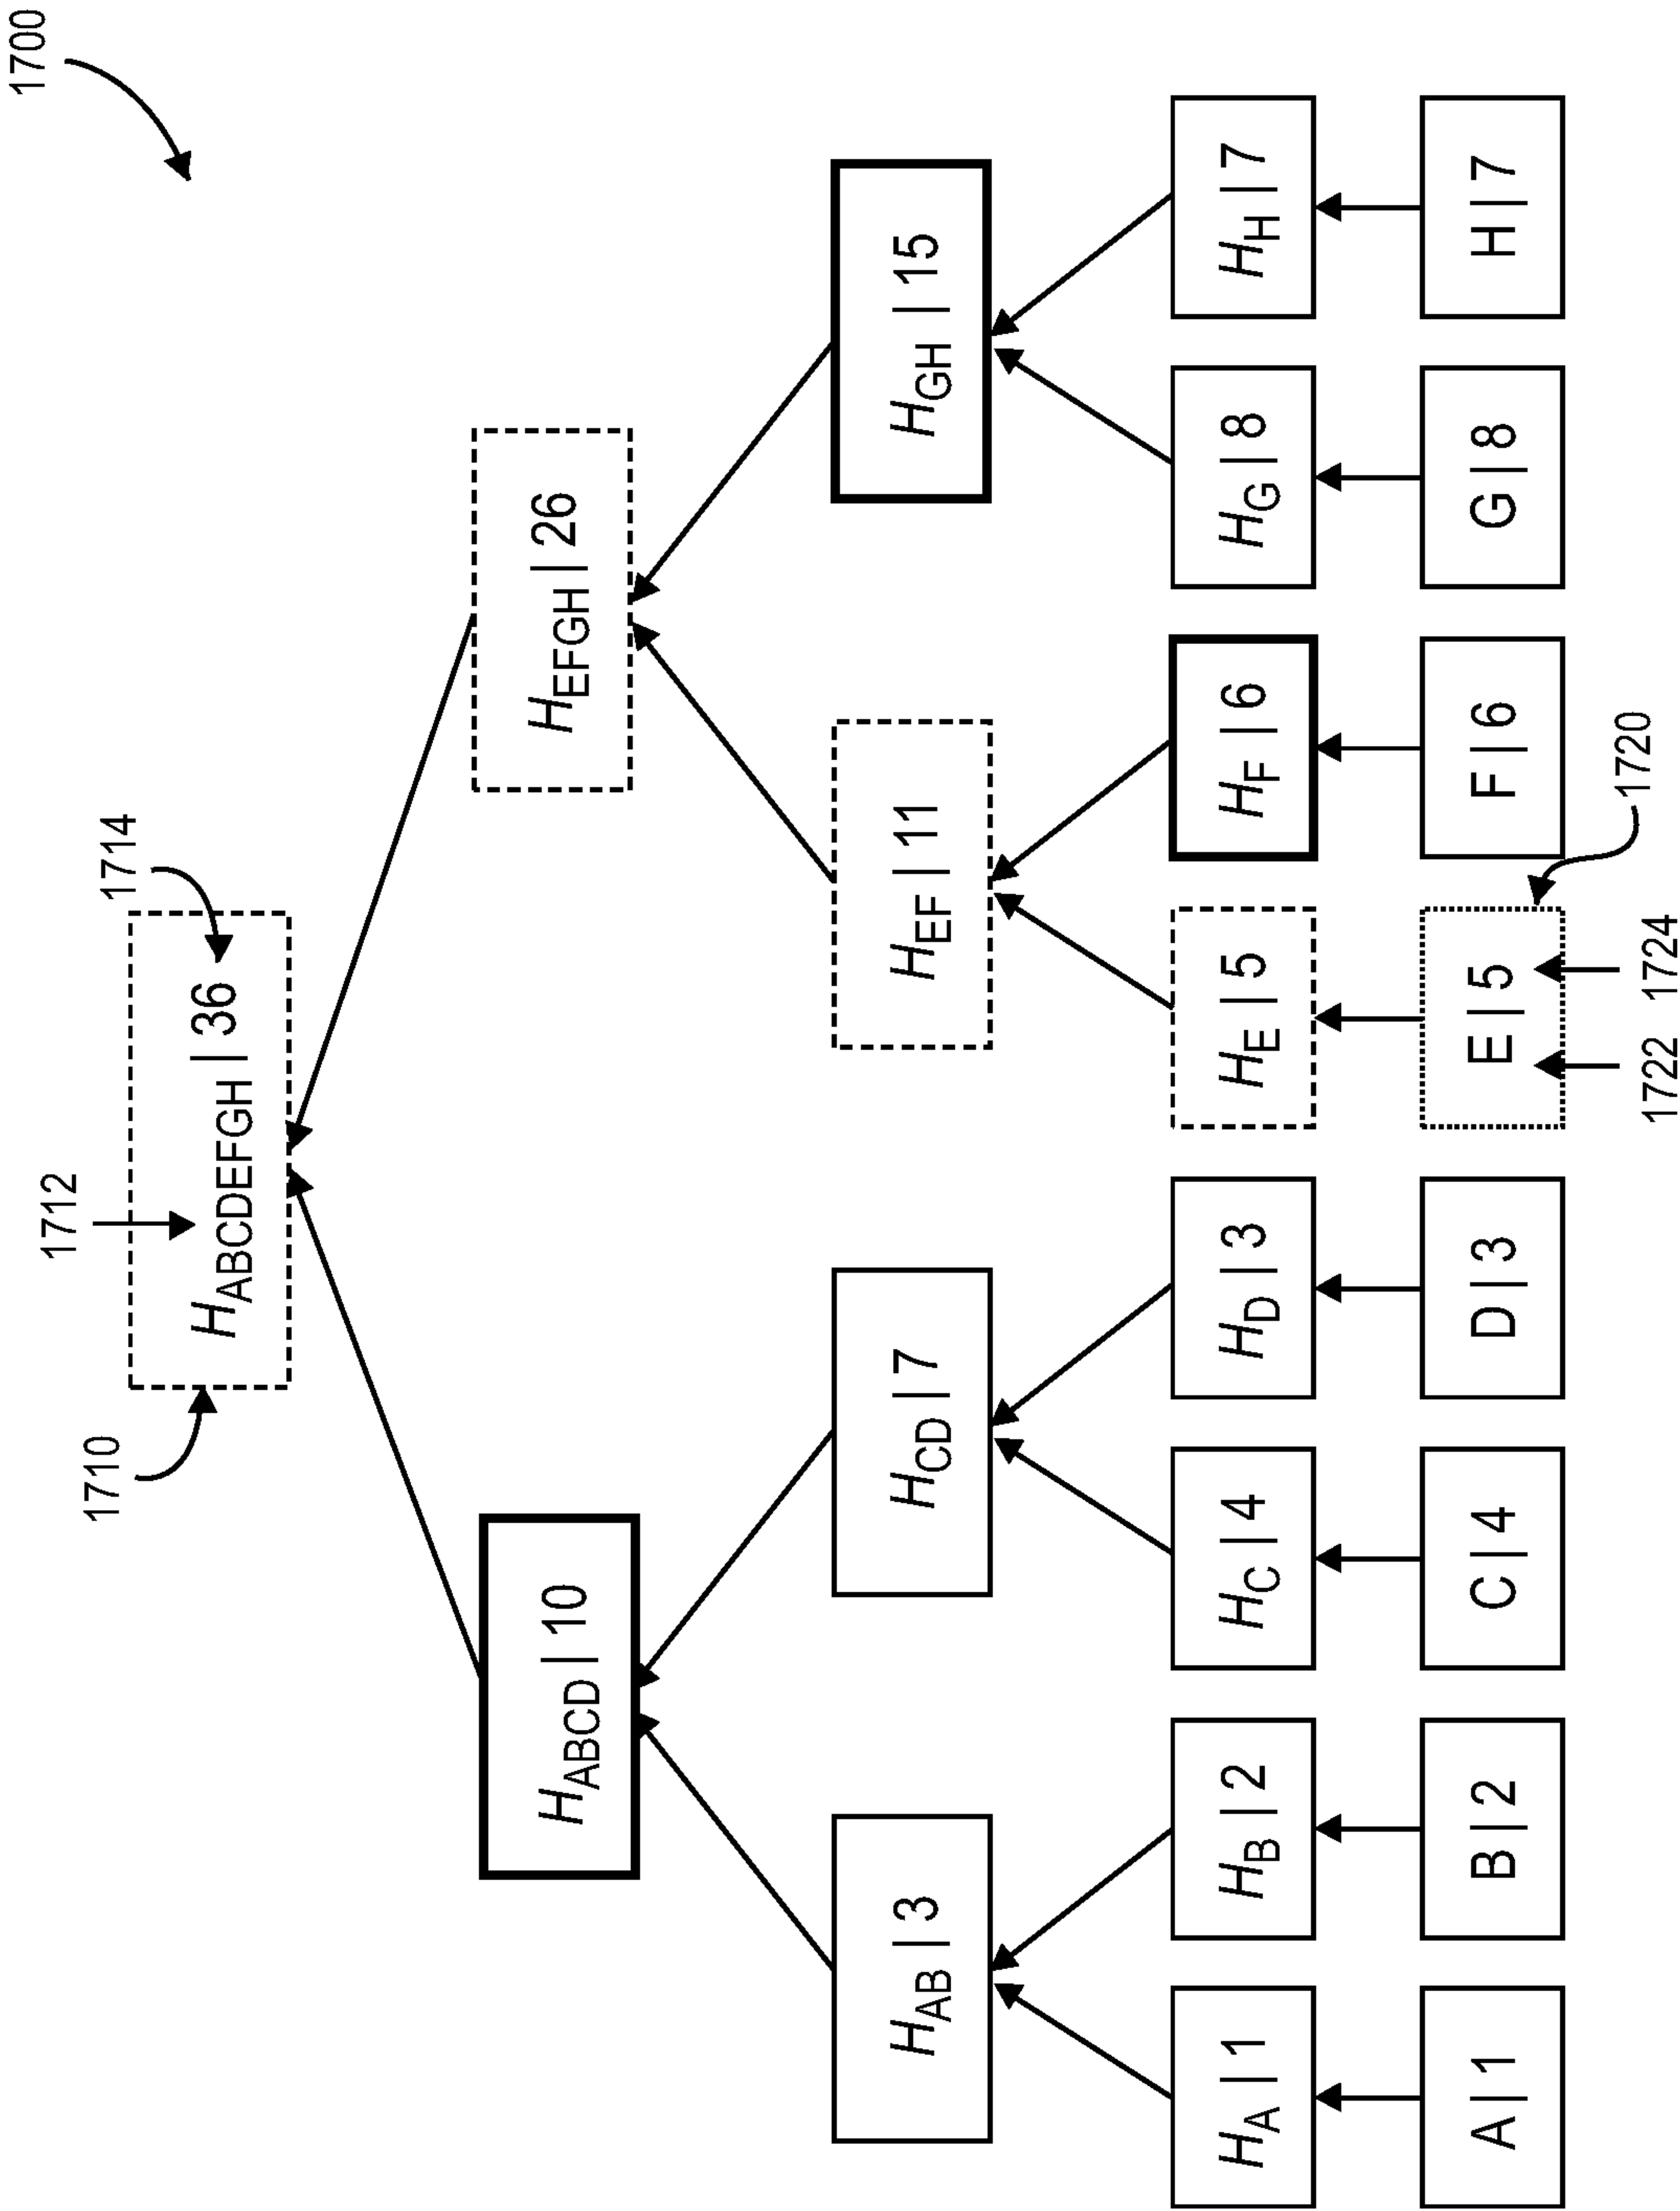 1700
1712
1710
1714
H_ABCDEFGH | 36
H_ABCD | 10
H_EFGH | 26
H_AB | 3
H_CD | 7
H_EF | 11
H_GH | 15
H_A | 1
H_B | 2
H_C | 4
H_D | 3
H_E | 5
H_F | 6
H_G | 8
H_H | 7
A | 1
B | 2
C | 4
D | 3
E | 5
F | 6
G | 8
H | 7
1722
1724
1720